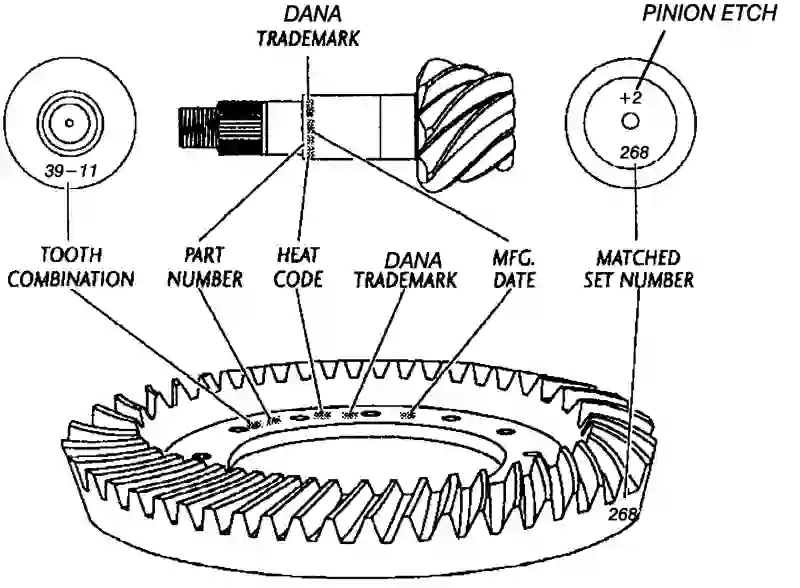 DANA
TRADEMARK
PINION ETCH
39–11
+2
268
TOOTH
COMBINATION
PART
NUMBER
HEAT
CODE
DANA
TRADEMARK
MFG.
DATE
MATCHED
SET NUMBER
268